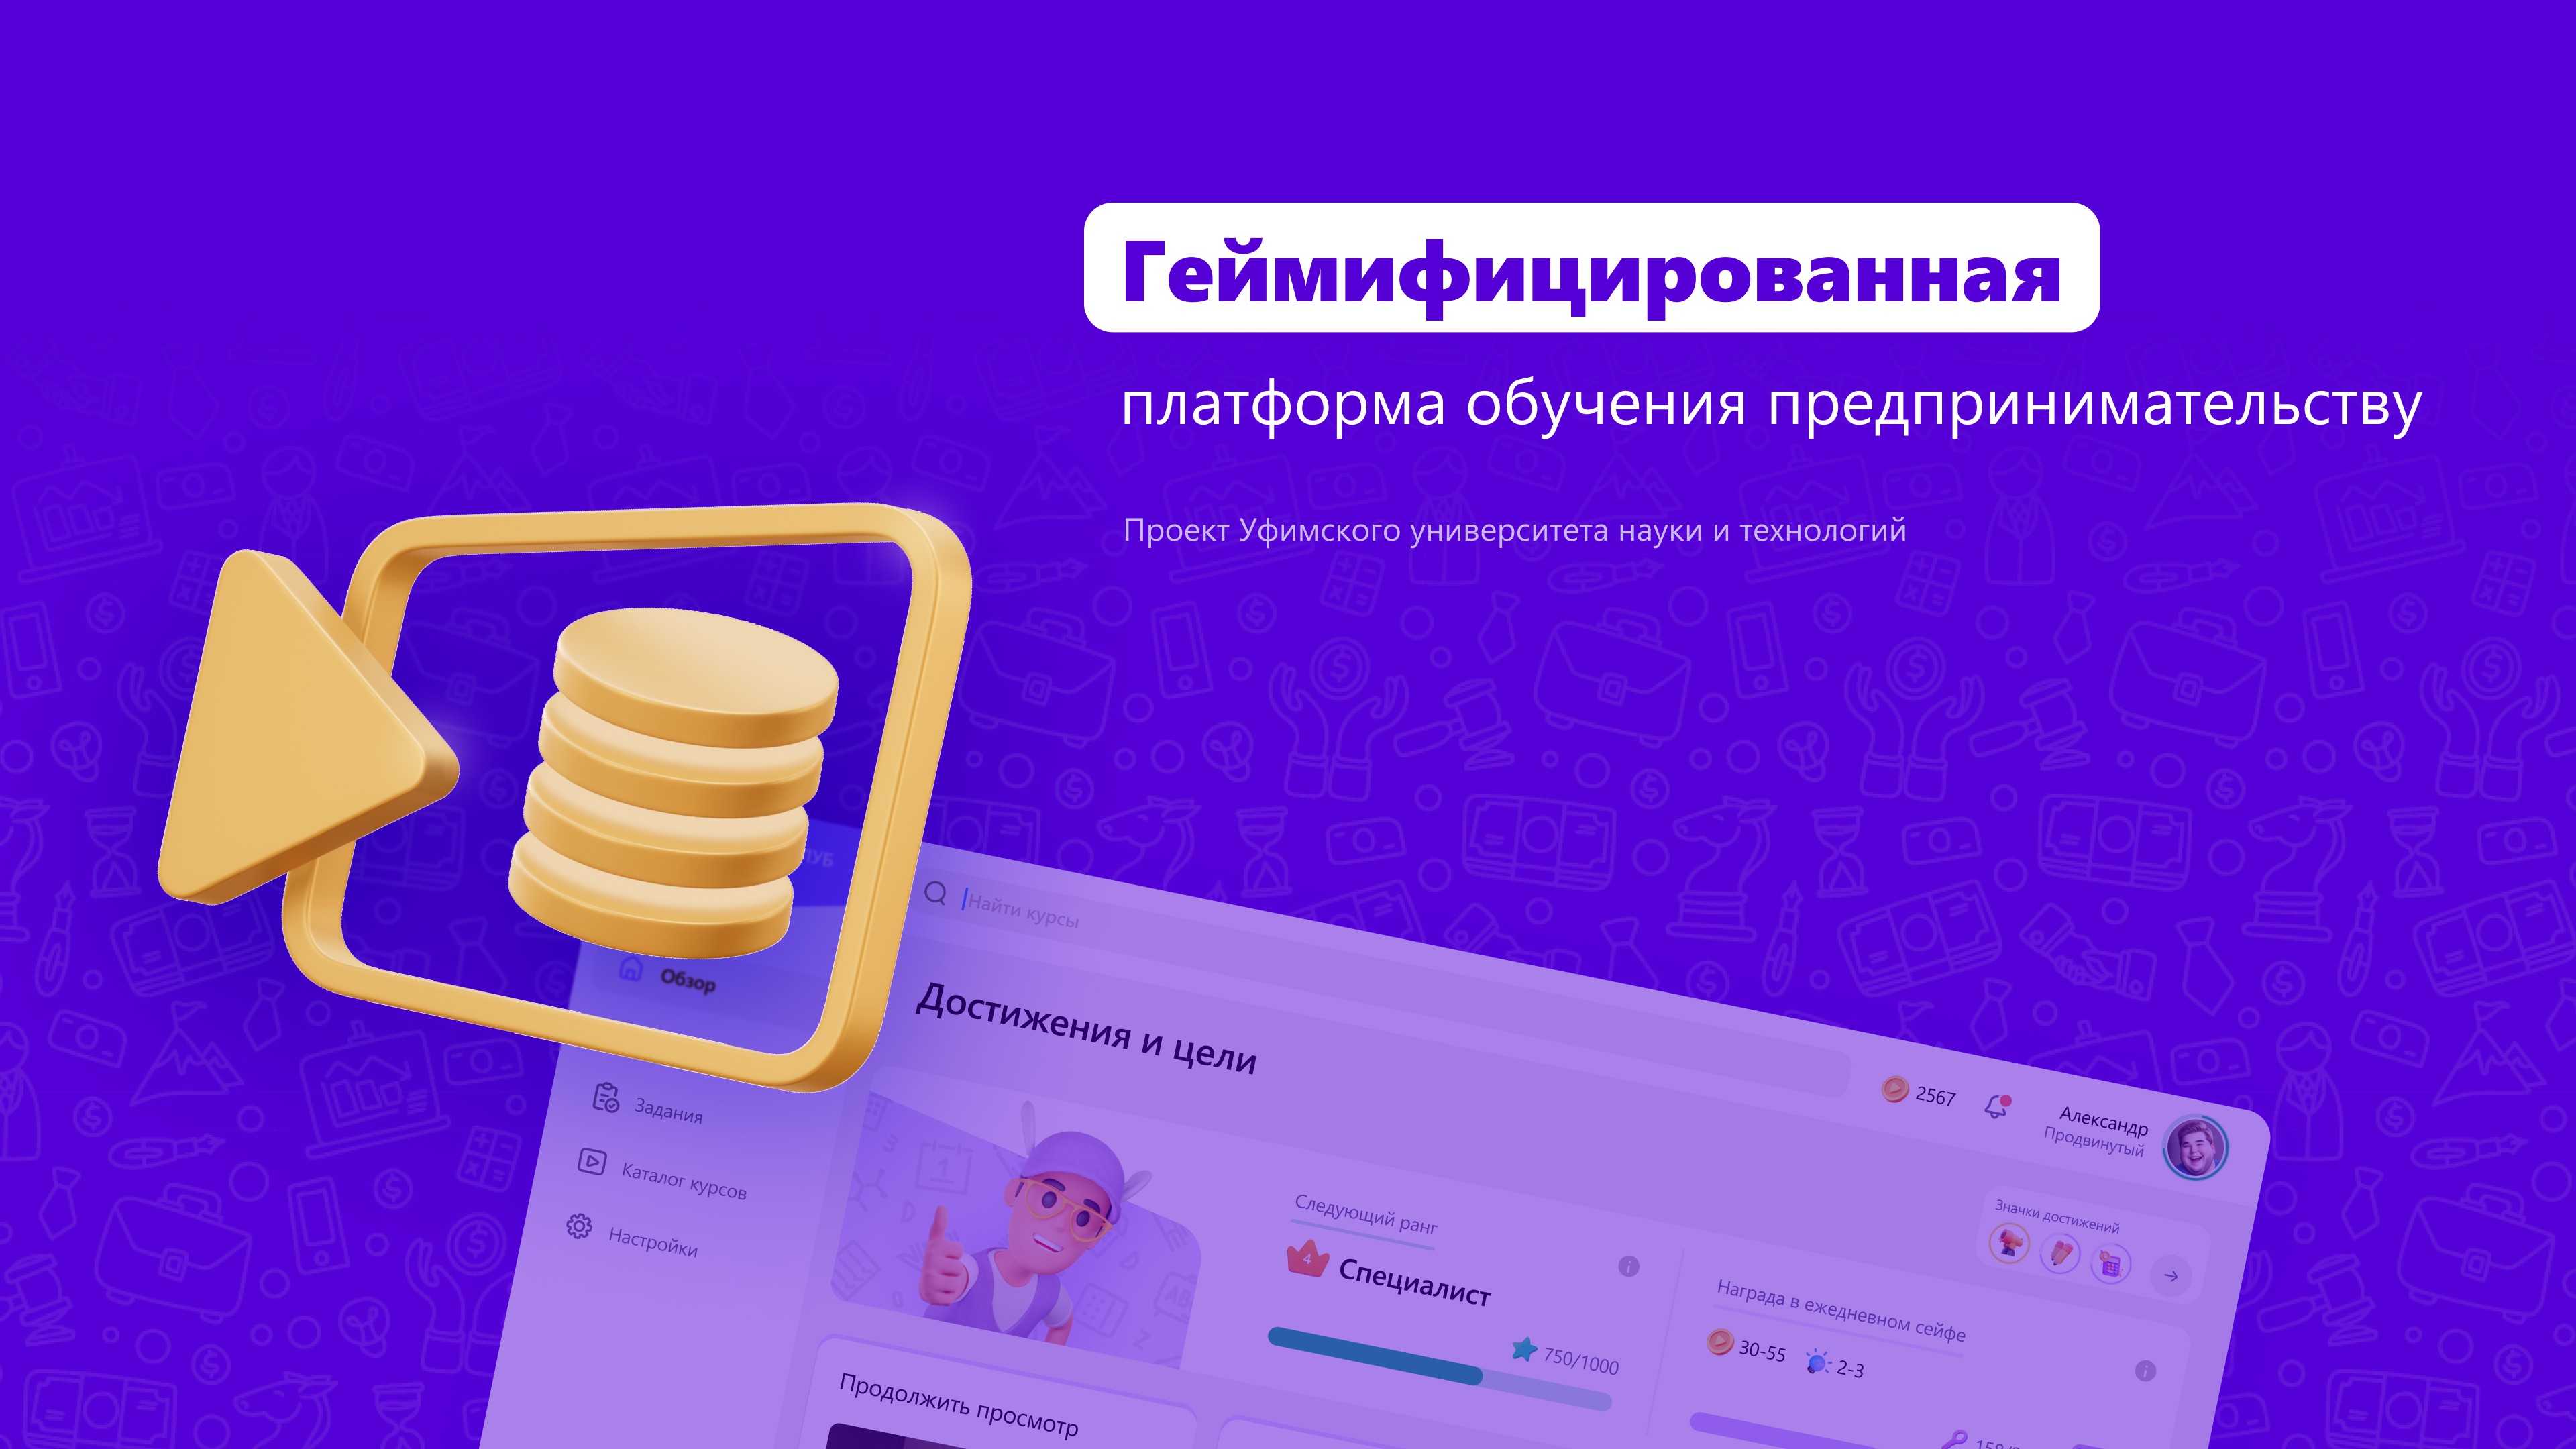 Геймифицированная
платформа обучения предпринимательству
Проект Уфимского университета науки и технологий
Найти курсы
2567
Александр
Продвинутый
Обзор
Задания
Каталог курсов
Настройки
Достижения и цели
Следующий ранг
4
Специалист
750/1000
Значки достижений
Награда в ежедневном сейфе
30-55
2-3
Продолжить просмотр